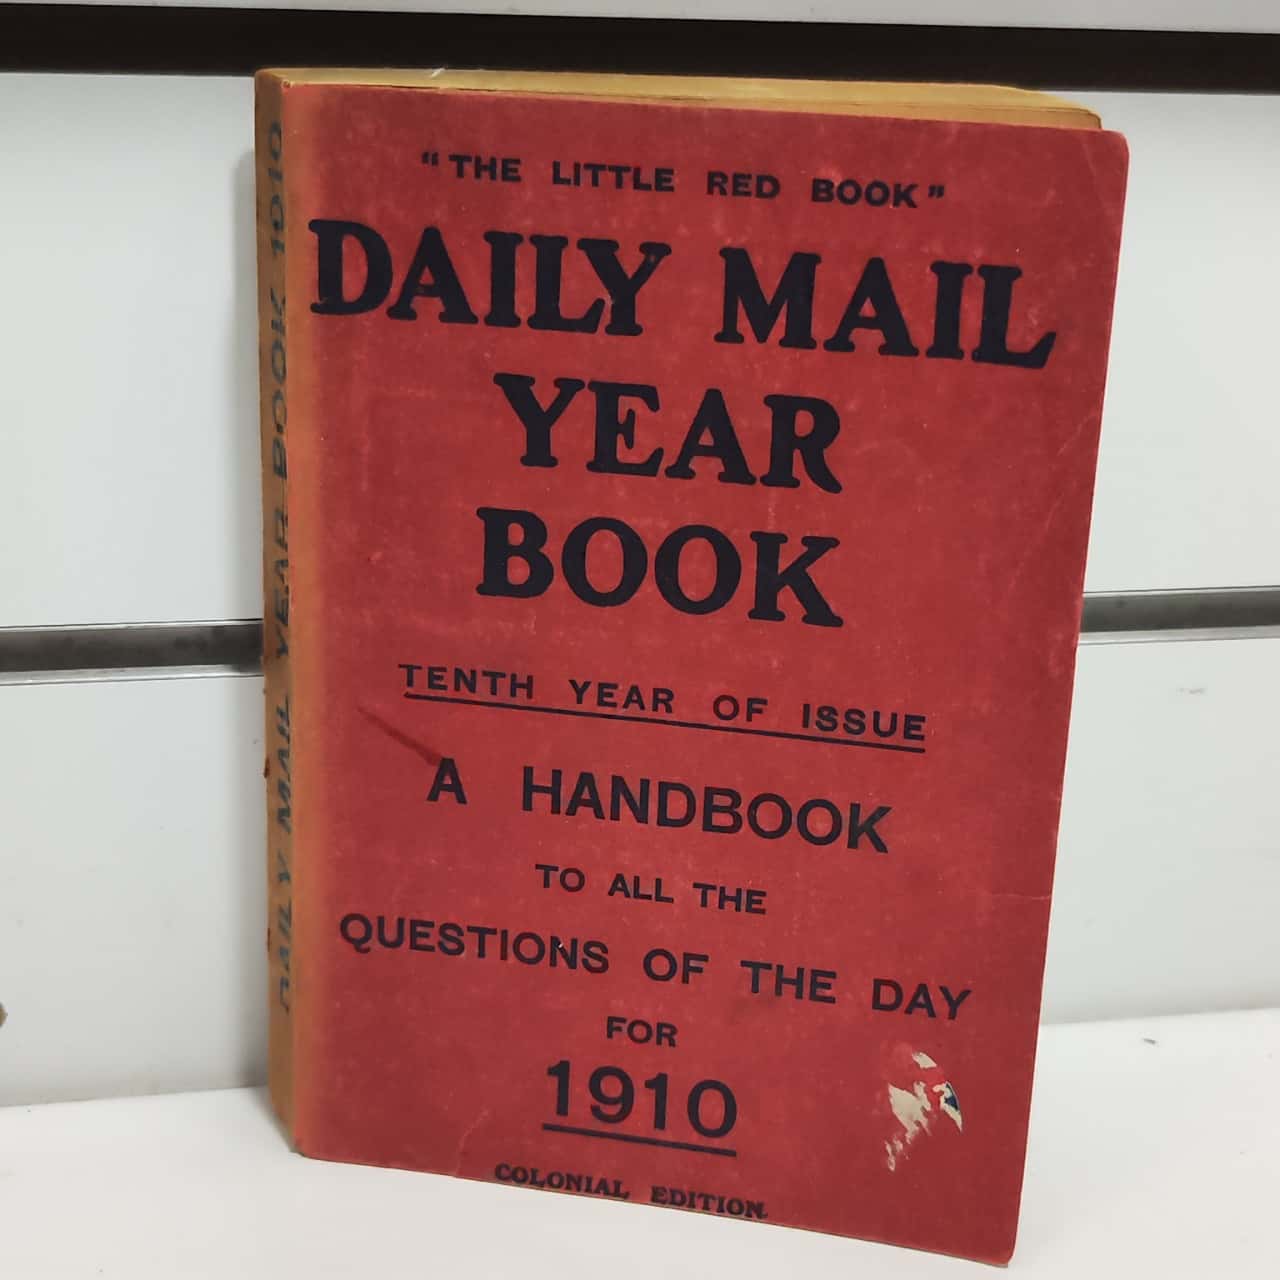 "THE LITTLE RED BOOK"
DAILY MAIL
YEAR
BOOK
TENTH YEAR OF ISSUE
A HANDBOOK
TO ALL THE
QUESTIONS OF THE DAY
FOR
1910
COLONIAL EDITION.
DAILY MAIL YEAR BOOK 1910